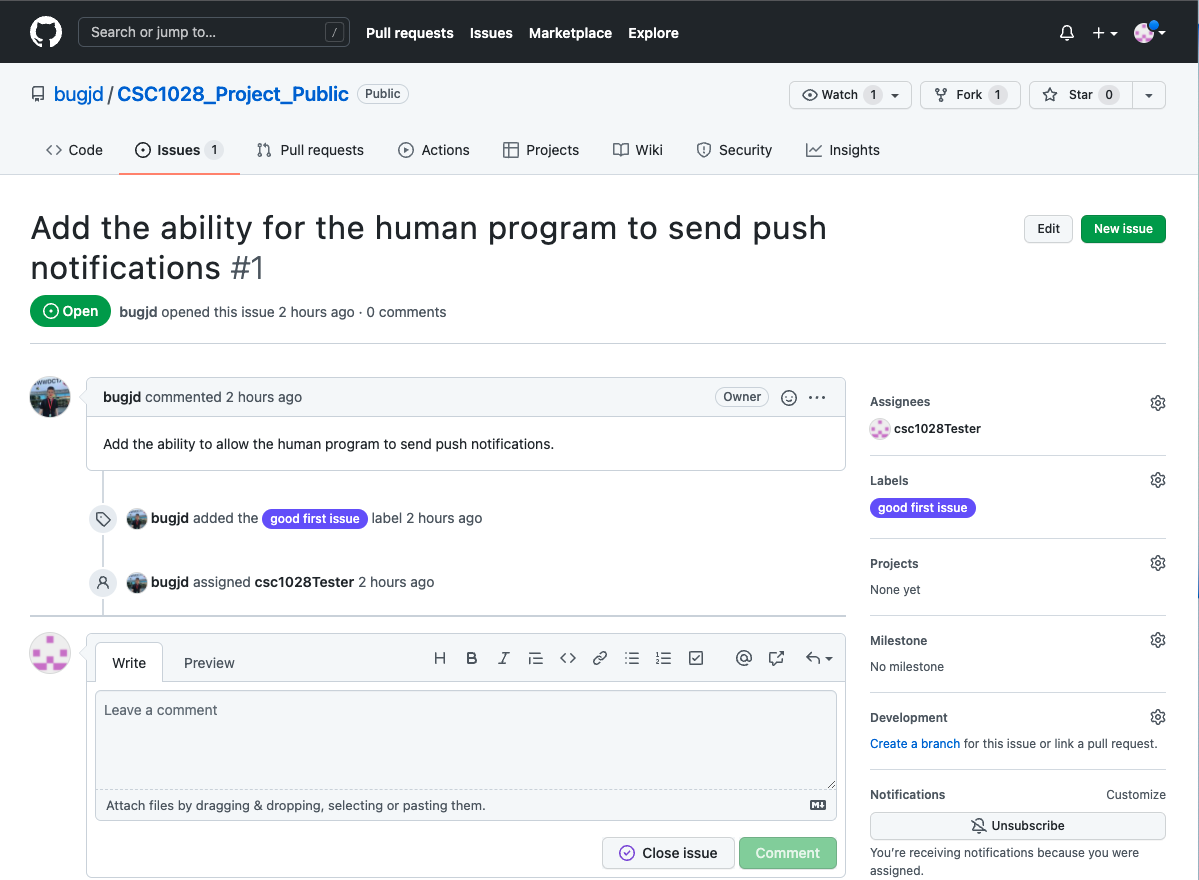 Search or jump to... /
Pull requests Issues Marketplace Explore
bugjd / CSC1028_Project_Public Public
Watch 1 Fork 1 Star 0
Code Issues 1 Pull requests Actions Projects Wiki Security Insights
Add the ability for the human program to send push
notifications #1
Edit New issue
Open bugjd opened this issue 2 hours ago · 0 comments
bugjd commented 2 hours ago Owner
Add the ability to allow the human program to send push notifications.
bugjd added the good first issue label 2 hours ago
bugjd assigned csc1028Tester 2 hours ago
Write Preview
H B I
Leave a comment
Attach files by dragging & dropping, selecting or pasting them.
Close issue Comment
Assignees
csc1028Tester
Labels
good first issue
Projects
None yet
Milestone
No milestone
Development
Create a branch for this issue or link a pull request.
Notifications Customize
Unsubscribe
You're receiving notifications because you were
assigned.